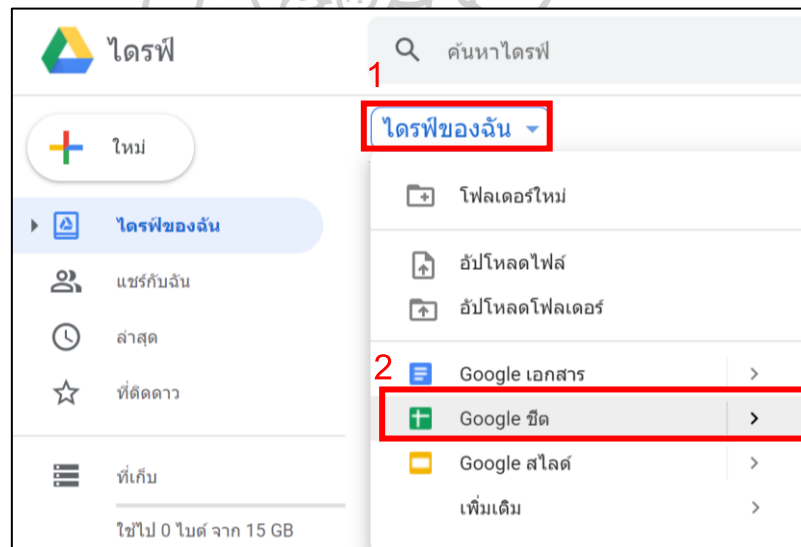 ไดรฟ์
ค้นหาไดรฟ์
1
ไดรฟ์ของฉัน
ใหม่
โฟลเดอร์ใหม่
ไดรฟ์ของฉัน
อัปโหลดไฟล์
แชร์กับฉัน
อัปโหลดโฟลเดอร์
ล่าสุด
2
Google เอกสาร
ที่ติดดาว
Google ชีต
Google สไลด์
ที่เก็บ
เพิ่มเติม
ใช้ไป 0 ไบต์ จาก 15 GB